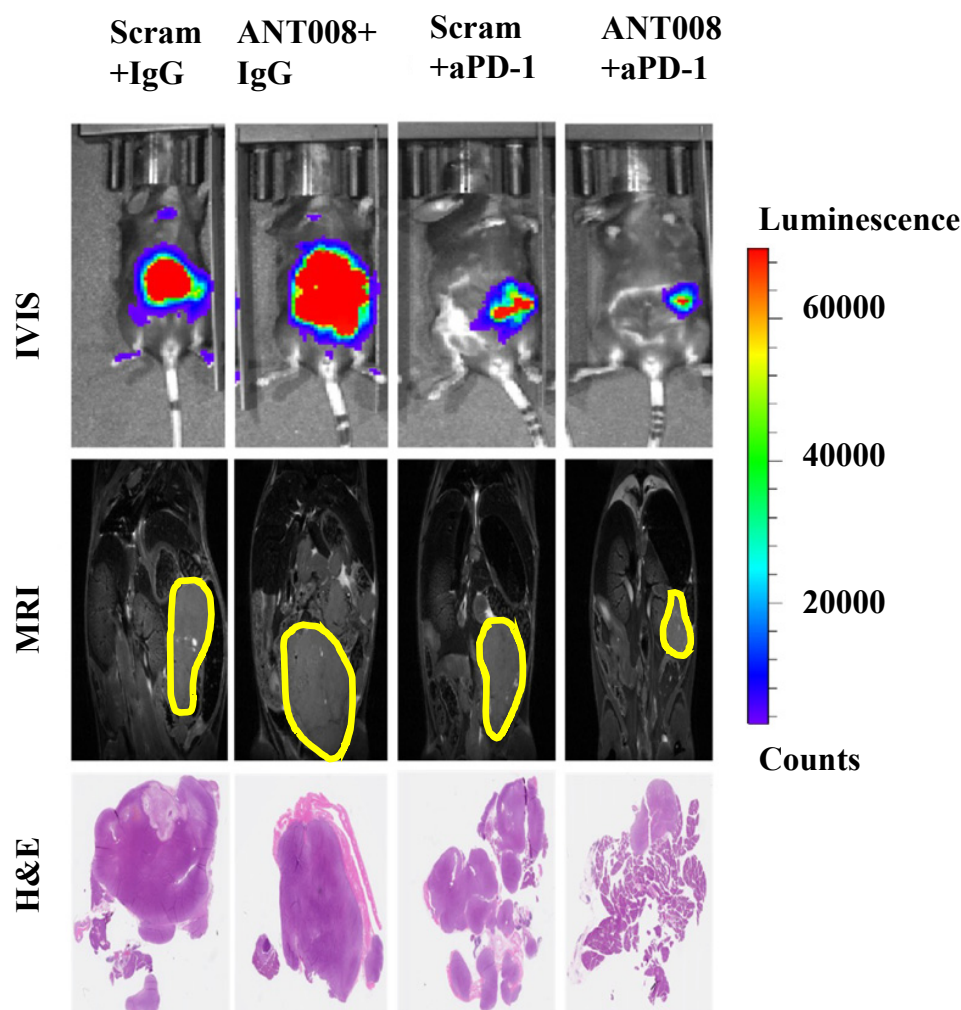 Scram
+IgG
ANT008+
IgG
Scram
+aPD-1
ANT008
+aPD-1
IVIS
MRI
H&E
Luminescence
60000
40000
20000
Counts